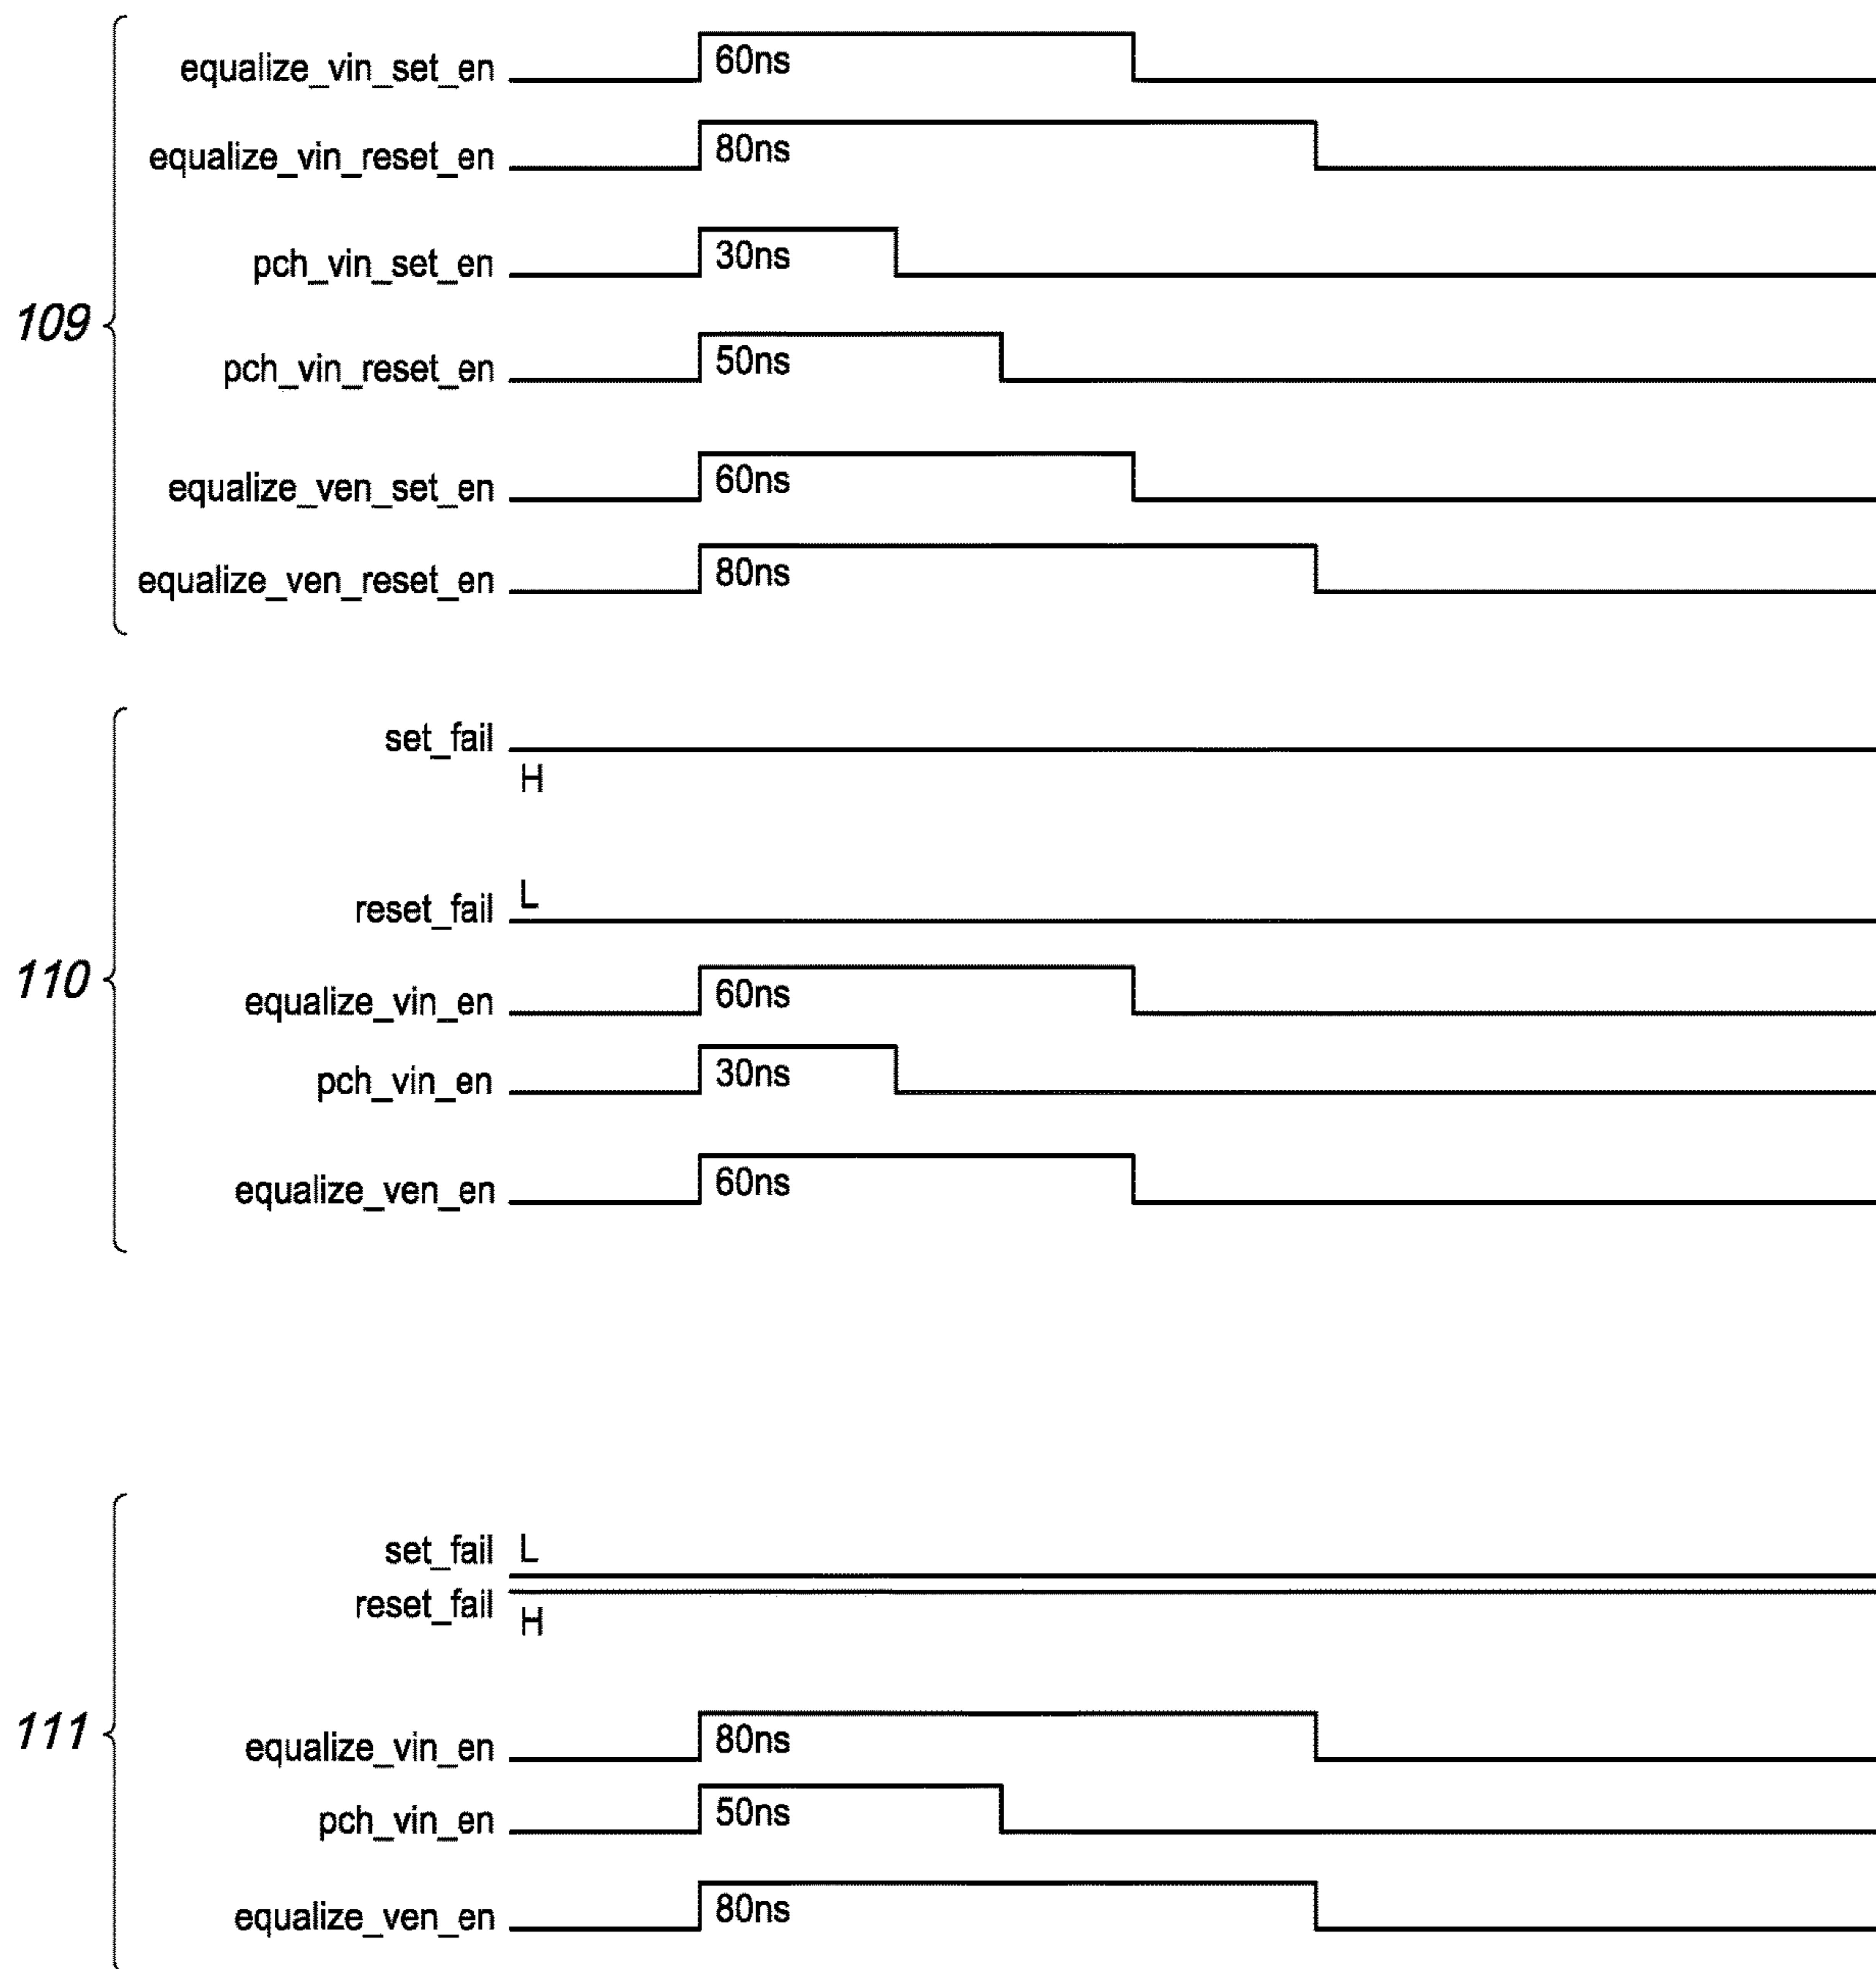 equalize_vin_set_en 60ns
equalize_vin_reset_en 80ns
pch_vin_set_en 30ns
109
pch_vin_reset_en 50ns
equalize_ven_set_en 60ns
equalize_ven_reset_en 80ns
set_fail
H
reset_fail L
110
equalize_vin_en 60ns
pch_vin_en 30ns
equalize_ven_en 60ns
set_fail L
reset_fail H
111
equalize_vin_en 80ns
pch_vin_en 50ns
equalize_ven_en 80ns